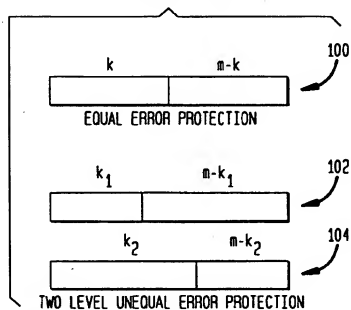 k m-k
100
EQUAL ERROR PROTECTION
k1 m-k1
102
k2 m-k2
104
TWO LEVEL UNEQUAL ERROR PROTECTION